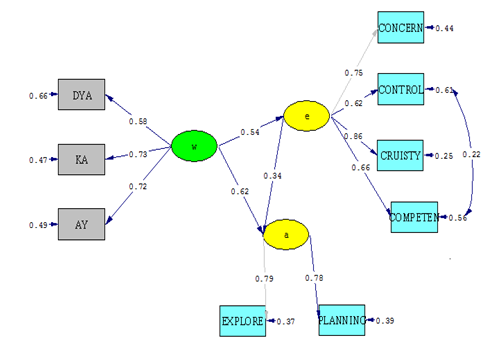 CONCERN
0.44
0.75
0.66
DYA
CONTROL
0.61
0.58
0.62
e
0.54
w
0.86
0.22
0.47
KA
0.73
CRUISTY
0.25
0.66
0.34
0.72
0.62
0.49
AY
COMPETEN
0.56
a
0.79
0.78
EXPLORE
0.37
PLANNING
0.39